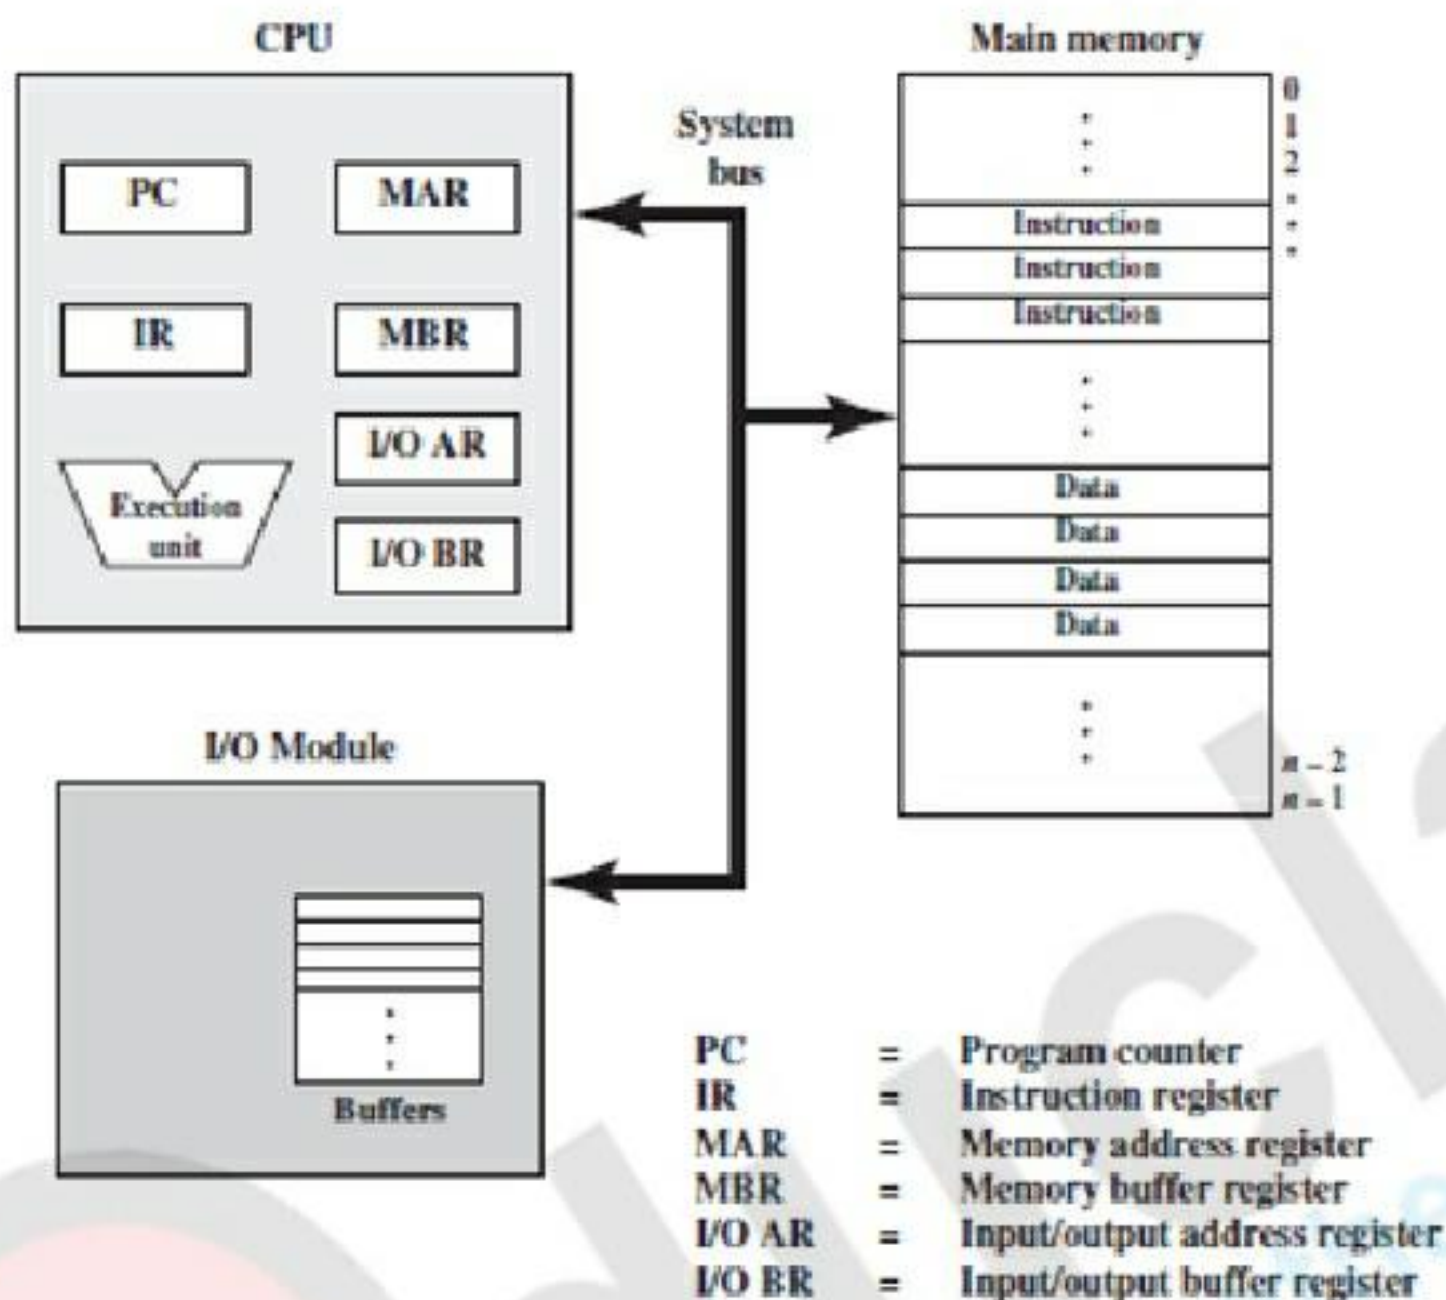 CPU
PC
MAR
IR
MBR
I/O AR
I/O BR
Execution
unit
System
bus
Main memory
0
1
2
Instruction
Instruction
Instruction
Data
Data
Data
Data
n – 2
n – 1
I/O Module
Buffers
PC = Program counter
IR = Instruction register
MAR = Memory address register
MBR = Memory buffer register
I/O AR = Input/output address register
I/O BR = Input/output buffer register